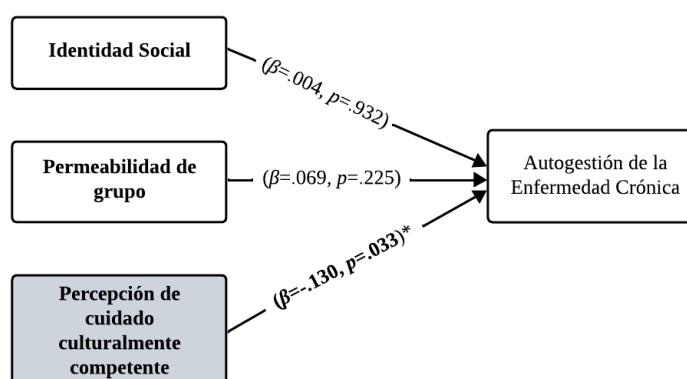 Identidad Social
(β=.004, p=.932)
Permeabilidad de
grupo
(β=.069, p=.225)
Autogestión de la
Enfermedad Crónica
Percepción de
cuidado
culturalmente
competente
(β=-.130, p=.033)*